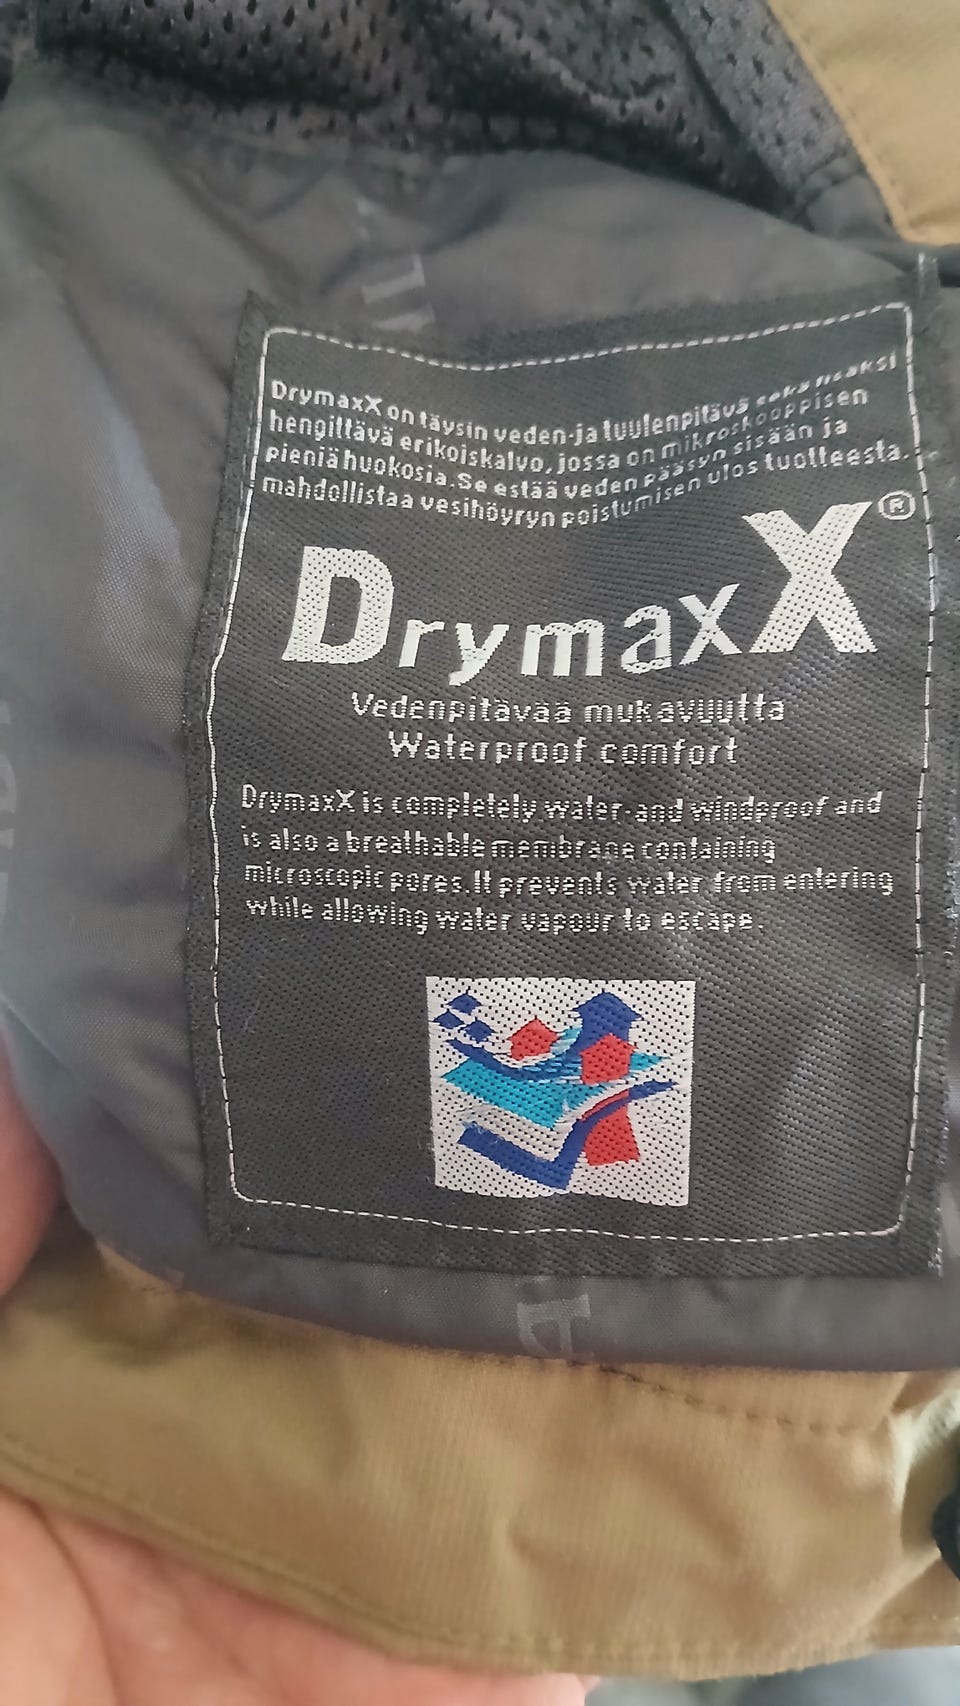 DrymaxX on täysin veden-ja tuulenpitävä sekä lisäksi
hengittävä erikoiskalvo, jossa on mikroskooppisen
pieniä huokosia. Se estää veden pääsyn sisään ja
mahdollistaa vesihöyryn poistumisen ulos tuotteesta.
DrymaxX®
Vedenpitävää mukavuutta
Waterproof comfort
DrymaxX is completely water-and windproof and
is also a breathable membrane containing
microscopic pores. It prevents water from entering
while allowing water vapour to escape.